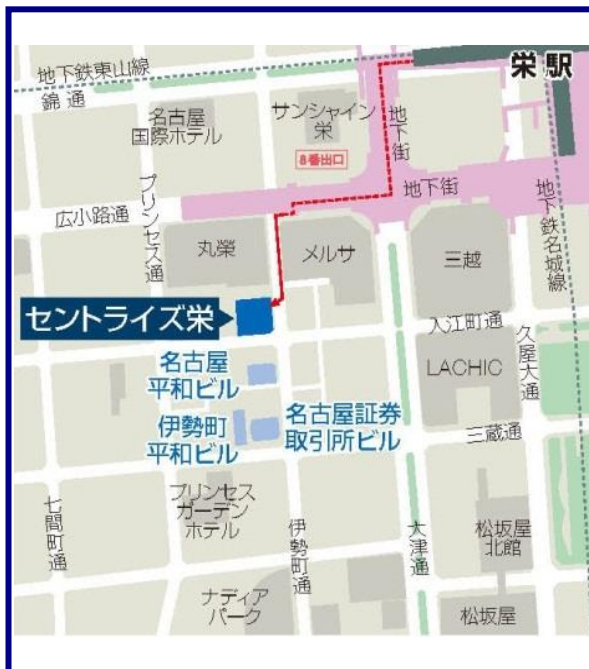 地下鉄東山線
錦通
名古屋
国際ホテル
サンシャイン
栄
8番出口
地下街
栄駅
地下街
地下鉄名城線
広小路通
プリンセス通
丸榮
メルサ
三越
セントライズ栄
入江町通
久屋大通
名古屋
平和ビル
LACHIC
伊勢町
平和ビル
名古屋証券
取引所ビル
三蔵通
七間町通
プリンセス
ガーデン
ホテル
伊勢町通
大津通
松坂屋
北館
ナディア
パーク
松坂屋